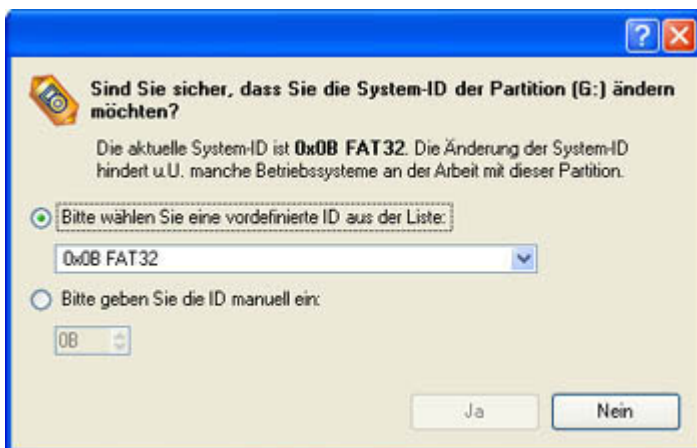 Sind Sie sicher, dass Sie die System-ID der Partition (G:) ändern
möchten?
Die aktuelle System-ID ist 0x0B FAT32. Die Änderung der System-ID
hindert u.U. manche Betriebssysteme an der Arbeit mit dieser Partition.
Bitte wählen Sie eine vordefinierte ID aus der Liste:
0x0B FAT32
Bitte geben Sie die ID manuell ein:
0B
Ja
Nein